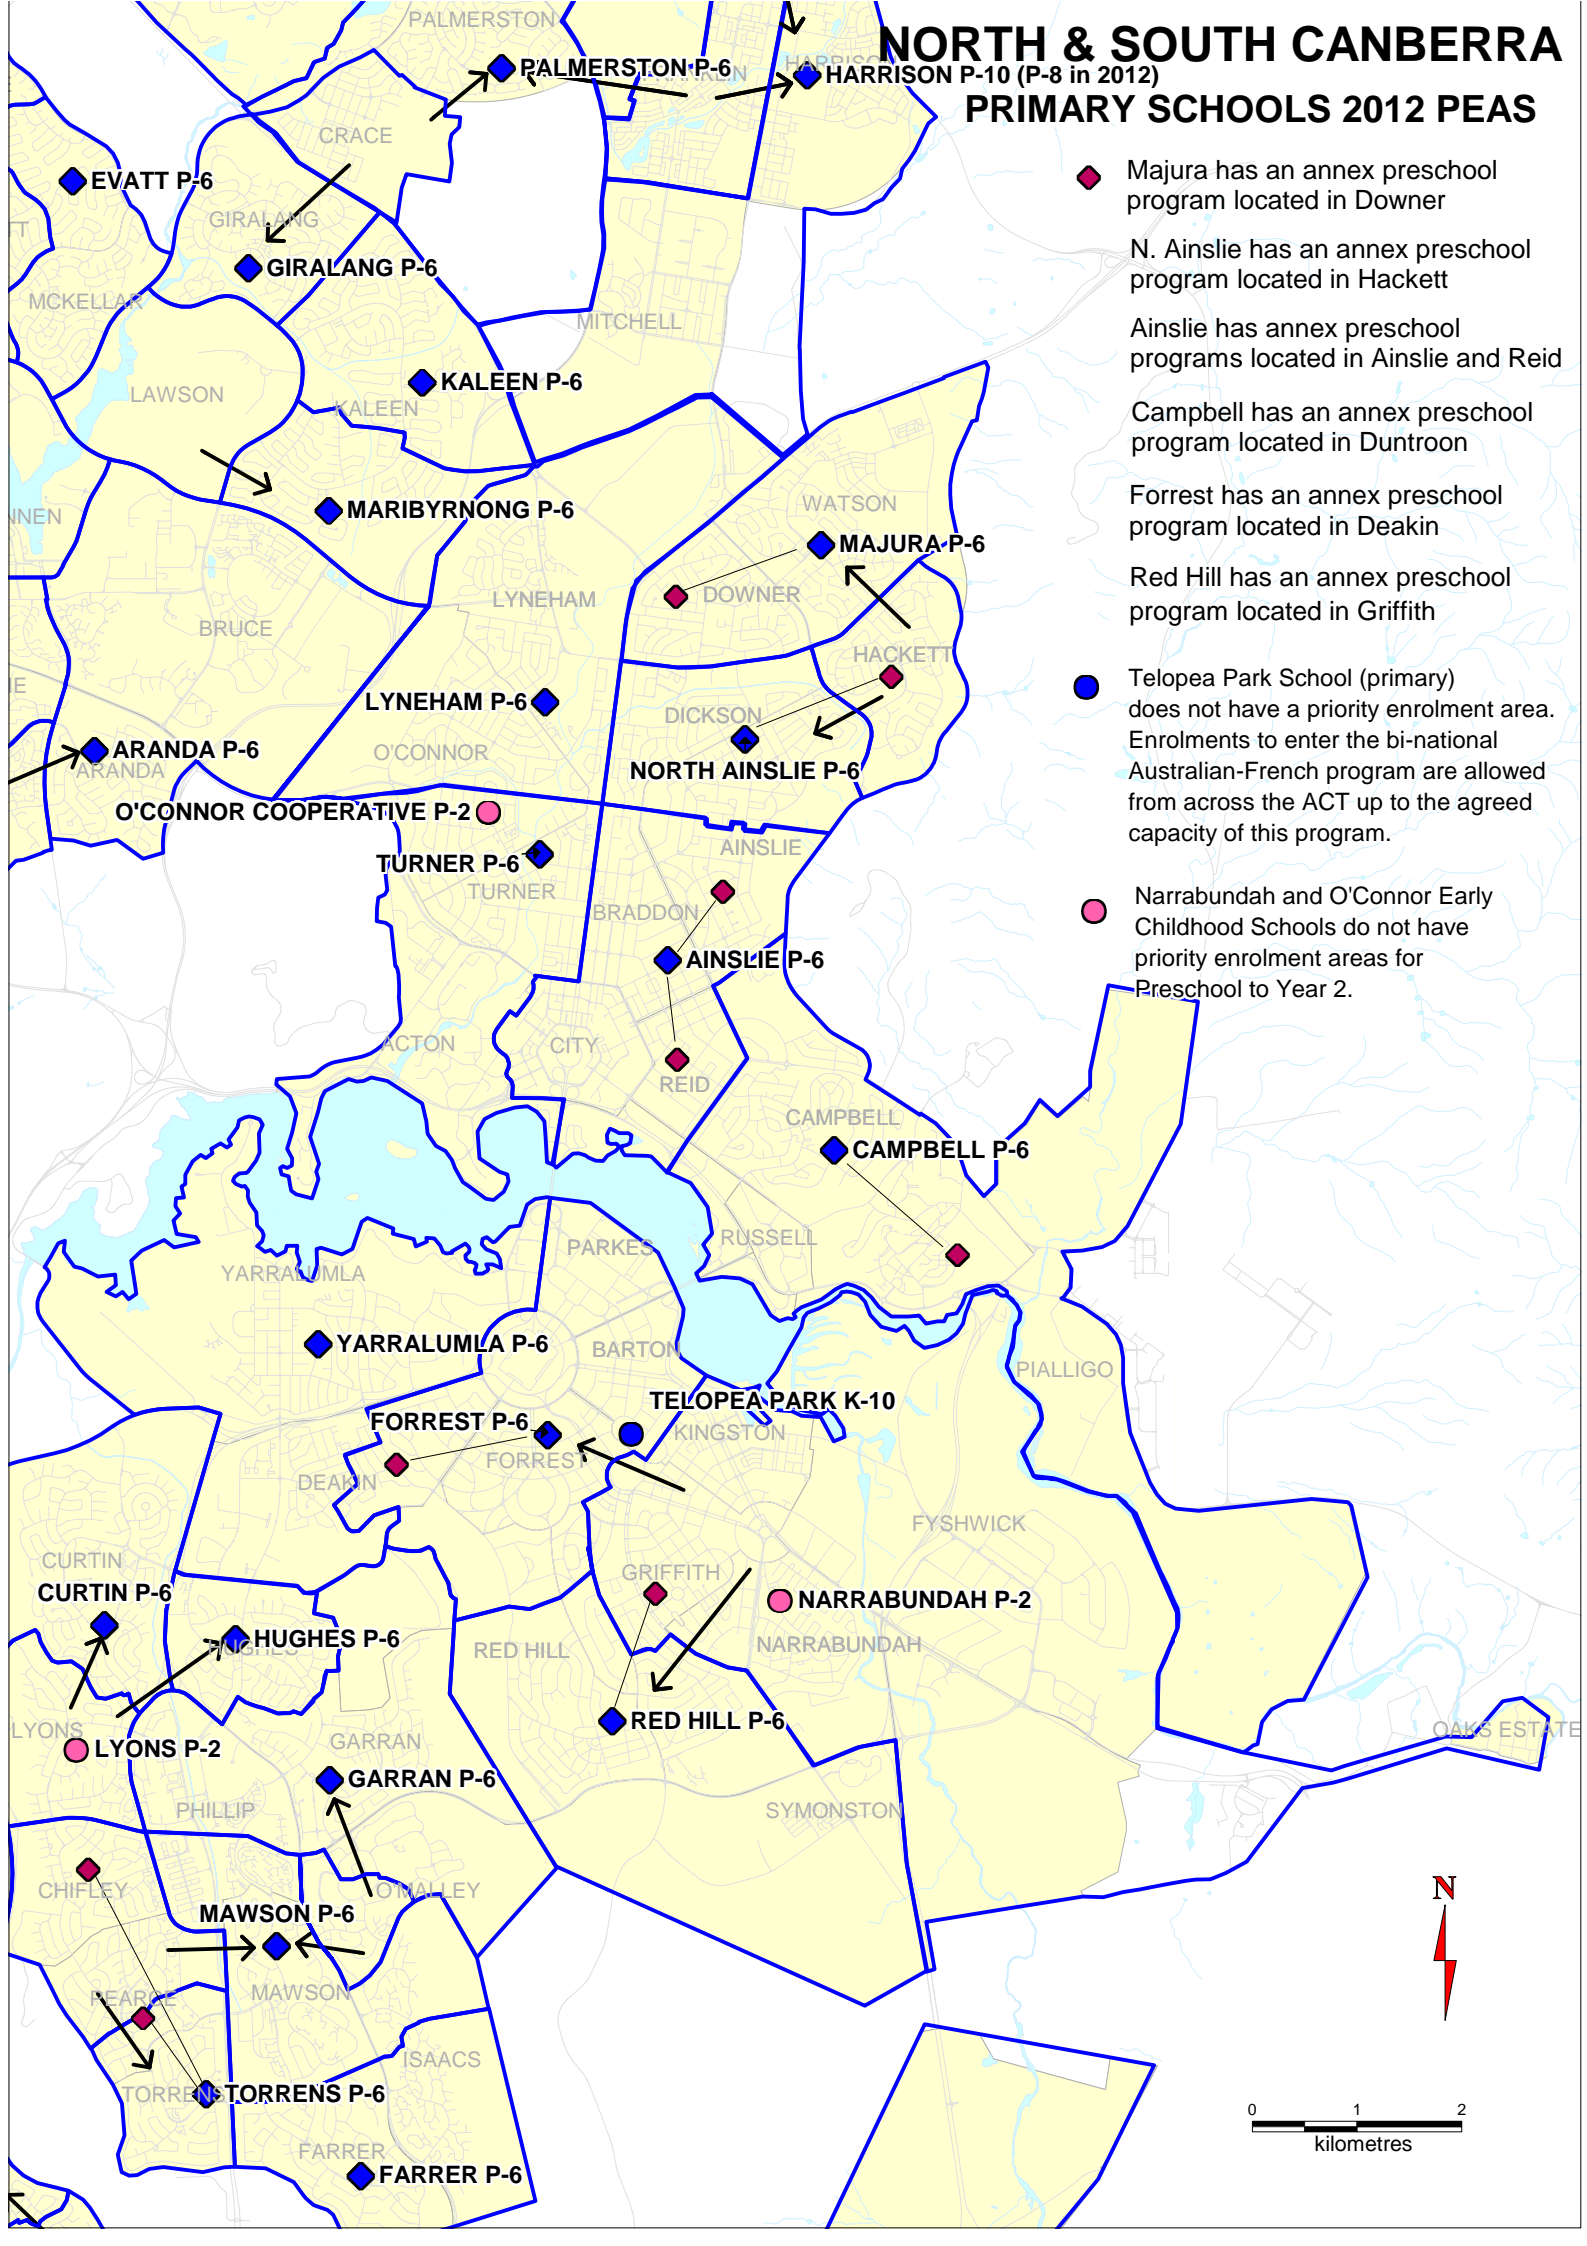 NORTH & SOUTH CANBERRA
PRIMARY SCHOOLS 2012 PEAS
PALMERSTON
PALMERSTON P-6
FRANKLIN
HARRISON
HARRISON P-10 (P-8 in 2012)
CRACE
EVATT P-6
TT
GIRALANG
GIRALANG P-6
MCKELLAR
MITCHELL
KALEEN P-6
LAWSON
KALEEN
MARIBYRNONG P-6
NNEN
WATSON
MAJURA P-6
LYNEHAM
DOWNER
BRUCE
HACKETT
IE
LYNEHAM P-6
DICKSON
ARANDA P-6
O'CONNOR
ARANDA
NORTH AINSLIE P-6
O'CONNOR COOPERATIVE P-2
AINSLIE
TURNER P-6
TURNER
BRADDON
AINSLIE P-6
ACTON
CITY
REID
CAMPBELL
CAMPBELL P-6
RUSSELL
PARKES
YARRALUMLA
YARRALUMLA P-6
BARTON
PIALLIGO
TELOPEA PARK K-10
FORREST P-6
KINGSTON
FORREST
DEAKIN
FYSHWICK
CURTIN
GRIFFITH
CURTIN P-6
NARRABUNDAH P-2
HUGHES P-6
HUGHES
RED HILL
NARRABUNDAH
RED HILL P-6
LYONS
OAKS ESTATE
GARRAN
LYONS P-2
GARRAN P-6
PHILLIP
SYMONSTON
CHIFLEY
O'MALLEY
MAWSON P-6
MAWSON
PEARCE
ISAACS
TORRENS
TORRENS P-6
FARRER
FARRER P-6
Majura has an annex preschool
program located in Downer
N. Ainslie has an annex preschool
program located in Hackett
Ainslie has annex preschool
programs located in Ainslie and Reid
Campbell has an annex preschool
program located in Duntroon
Forrest has an annex preschool
program located in Deakin
Red Hill has an annex preschool
program located in Griffith
Telopea Park School (primary)
does not have a priority enrolment area.
Enrolments to enter the bi-national
Australian-French program are allowed
from across the ACT up to the agreed
capacity of this program.
Narrabundah and O'Connor Early
Childhood Schools do not have
priority enrolment areas for
Preschool to Year 2.
N
0 1 2
kilometres